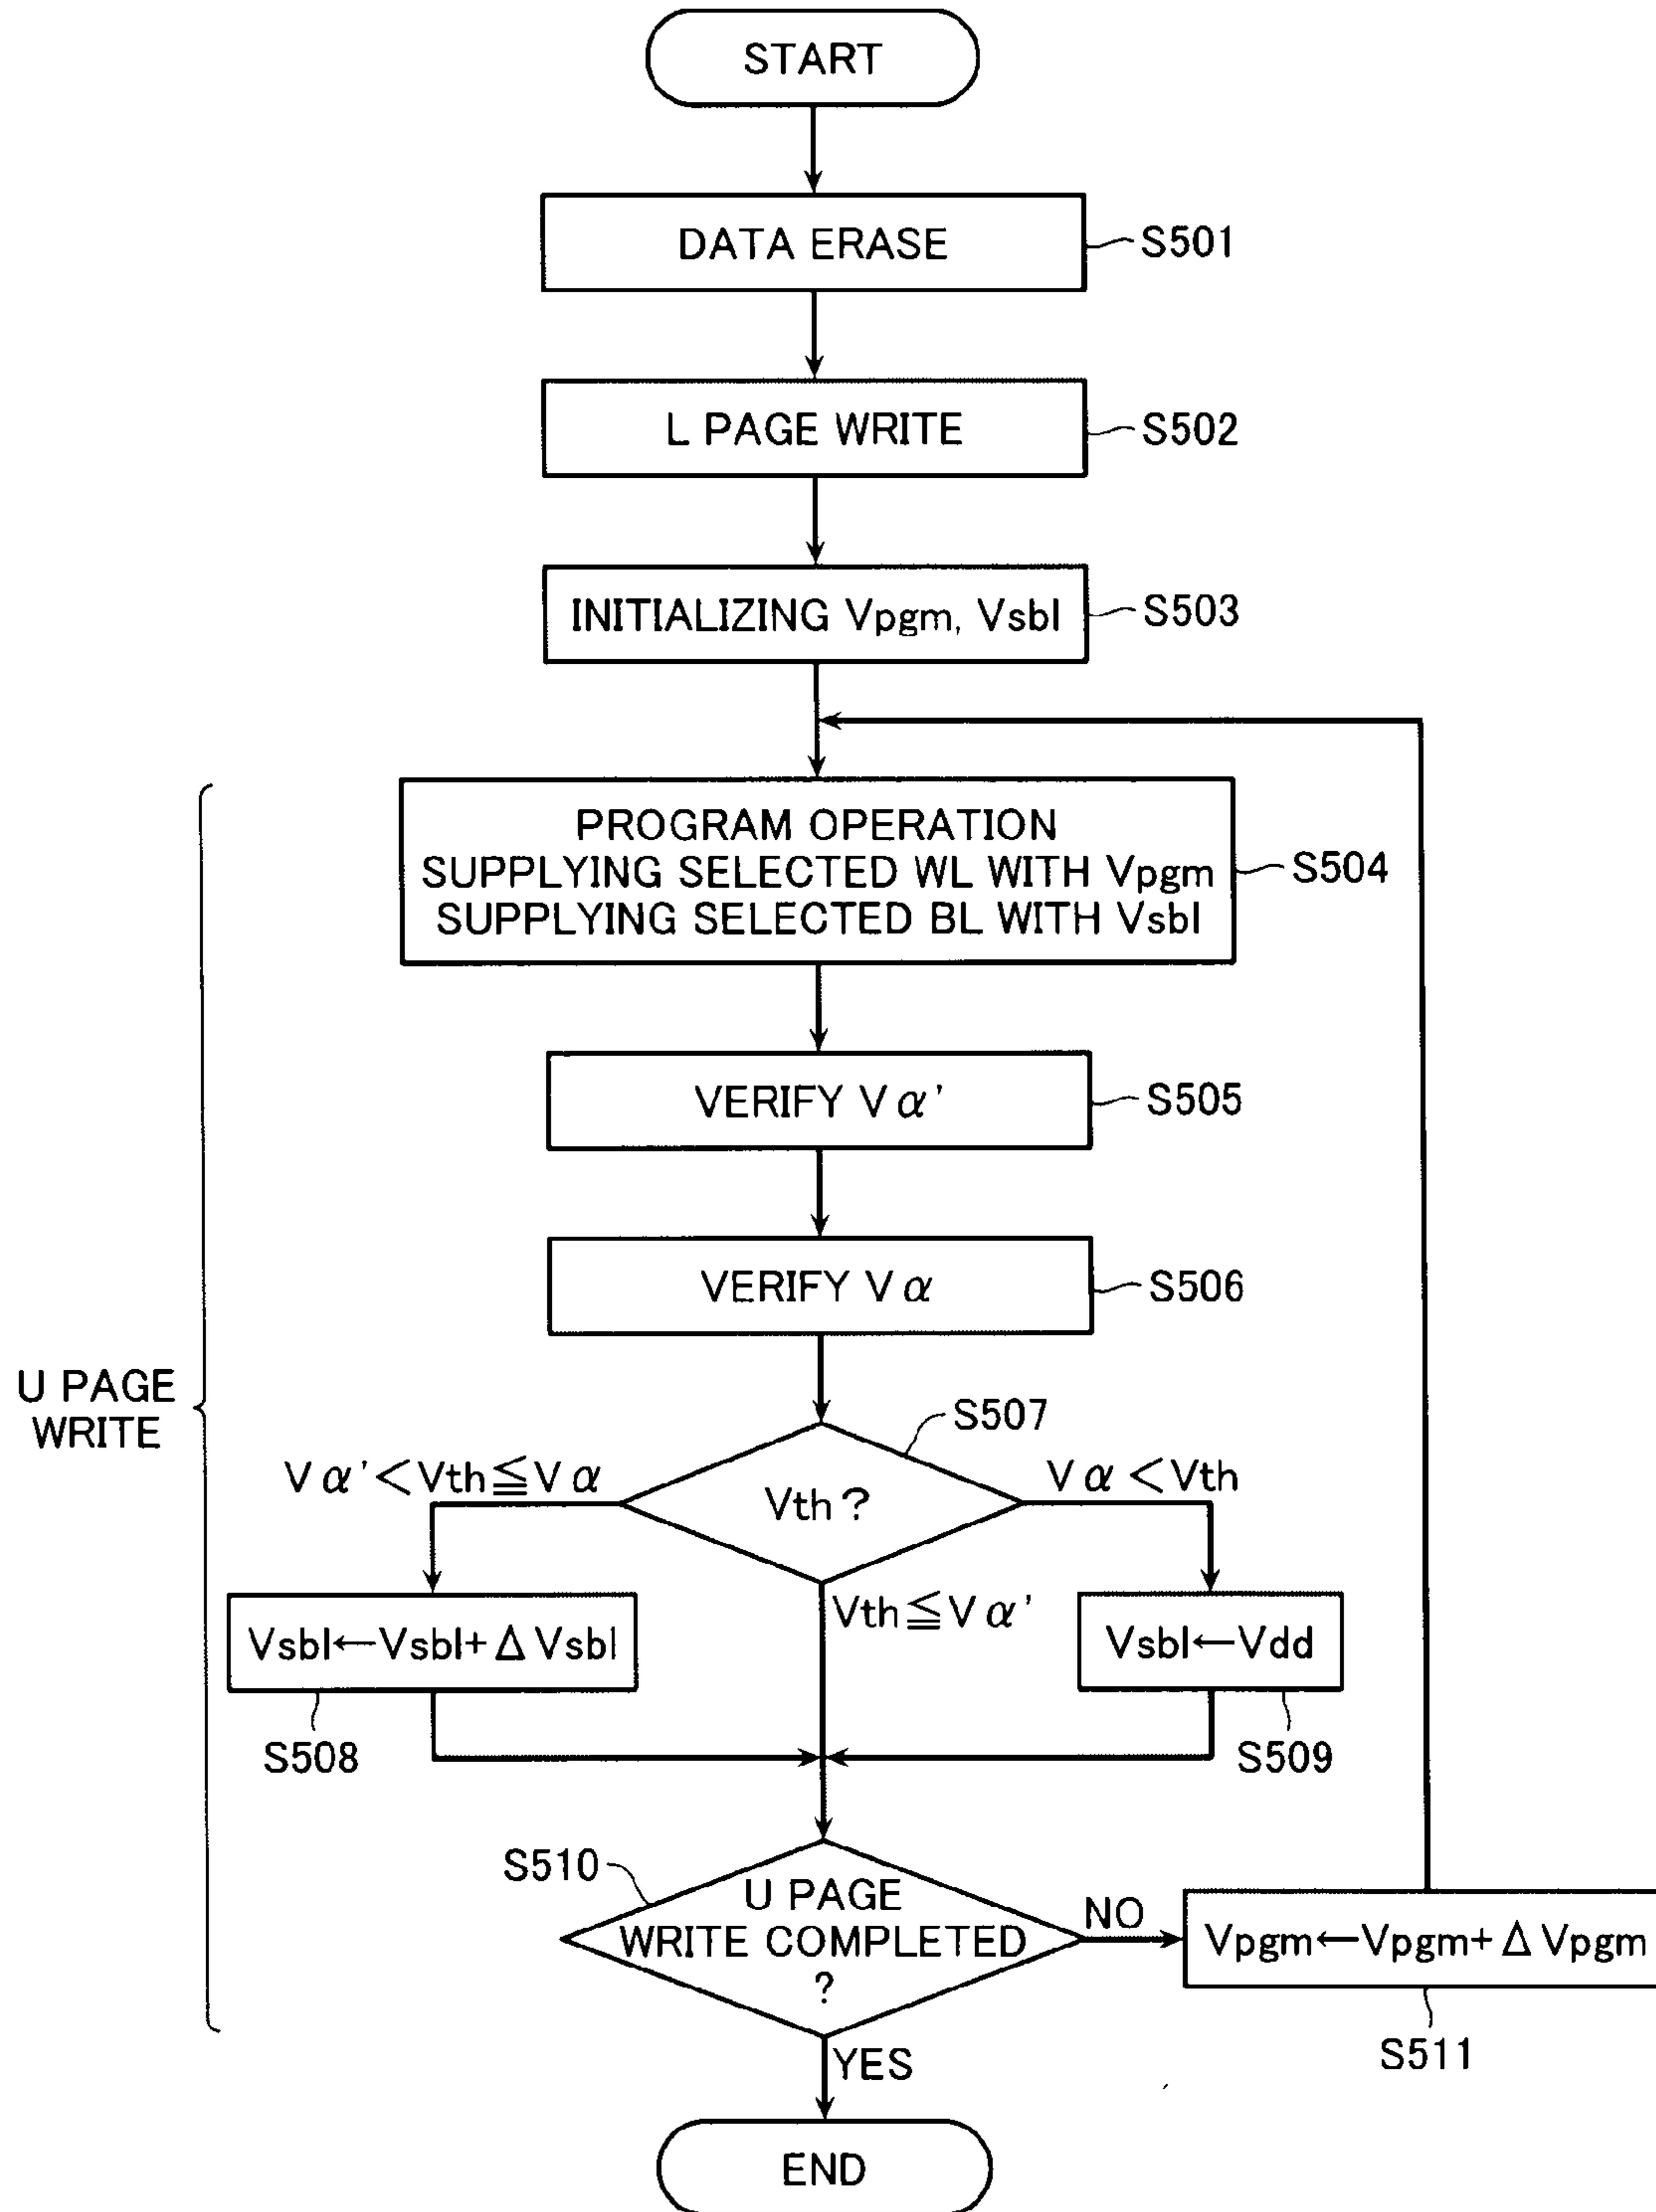 START
DATA ERASE
S501
L PAGE WRITE
S502
INITIALIZING Vpgm, Vsbl
S503
PROGRAM OPERATION
SUPPLYING SELECTED WL WITH Vpgm
SUPPLYING SELECTED BL WITH Vsbl
S504
VERIFY Vα'
S505
VERIFY Vα
S506
U PAGE
WRITE
S507
Vα'<Vth≦Vα
Vα<Vth
Vth?
Vth≦Vα'
Vsbl←Vsbl+ΔVsbl
Vsbl←Vdd
S508
S509
S510
U PAGE
WRITE COMPLETED
?
NO
Vpgm←Vpgm+ΔVpgm
S511
YES
END